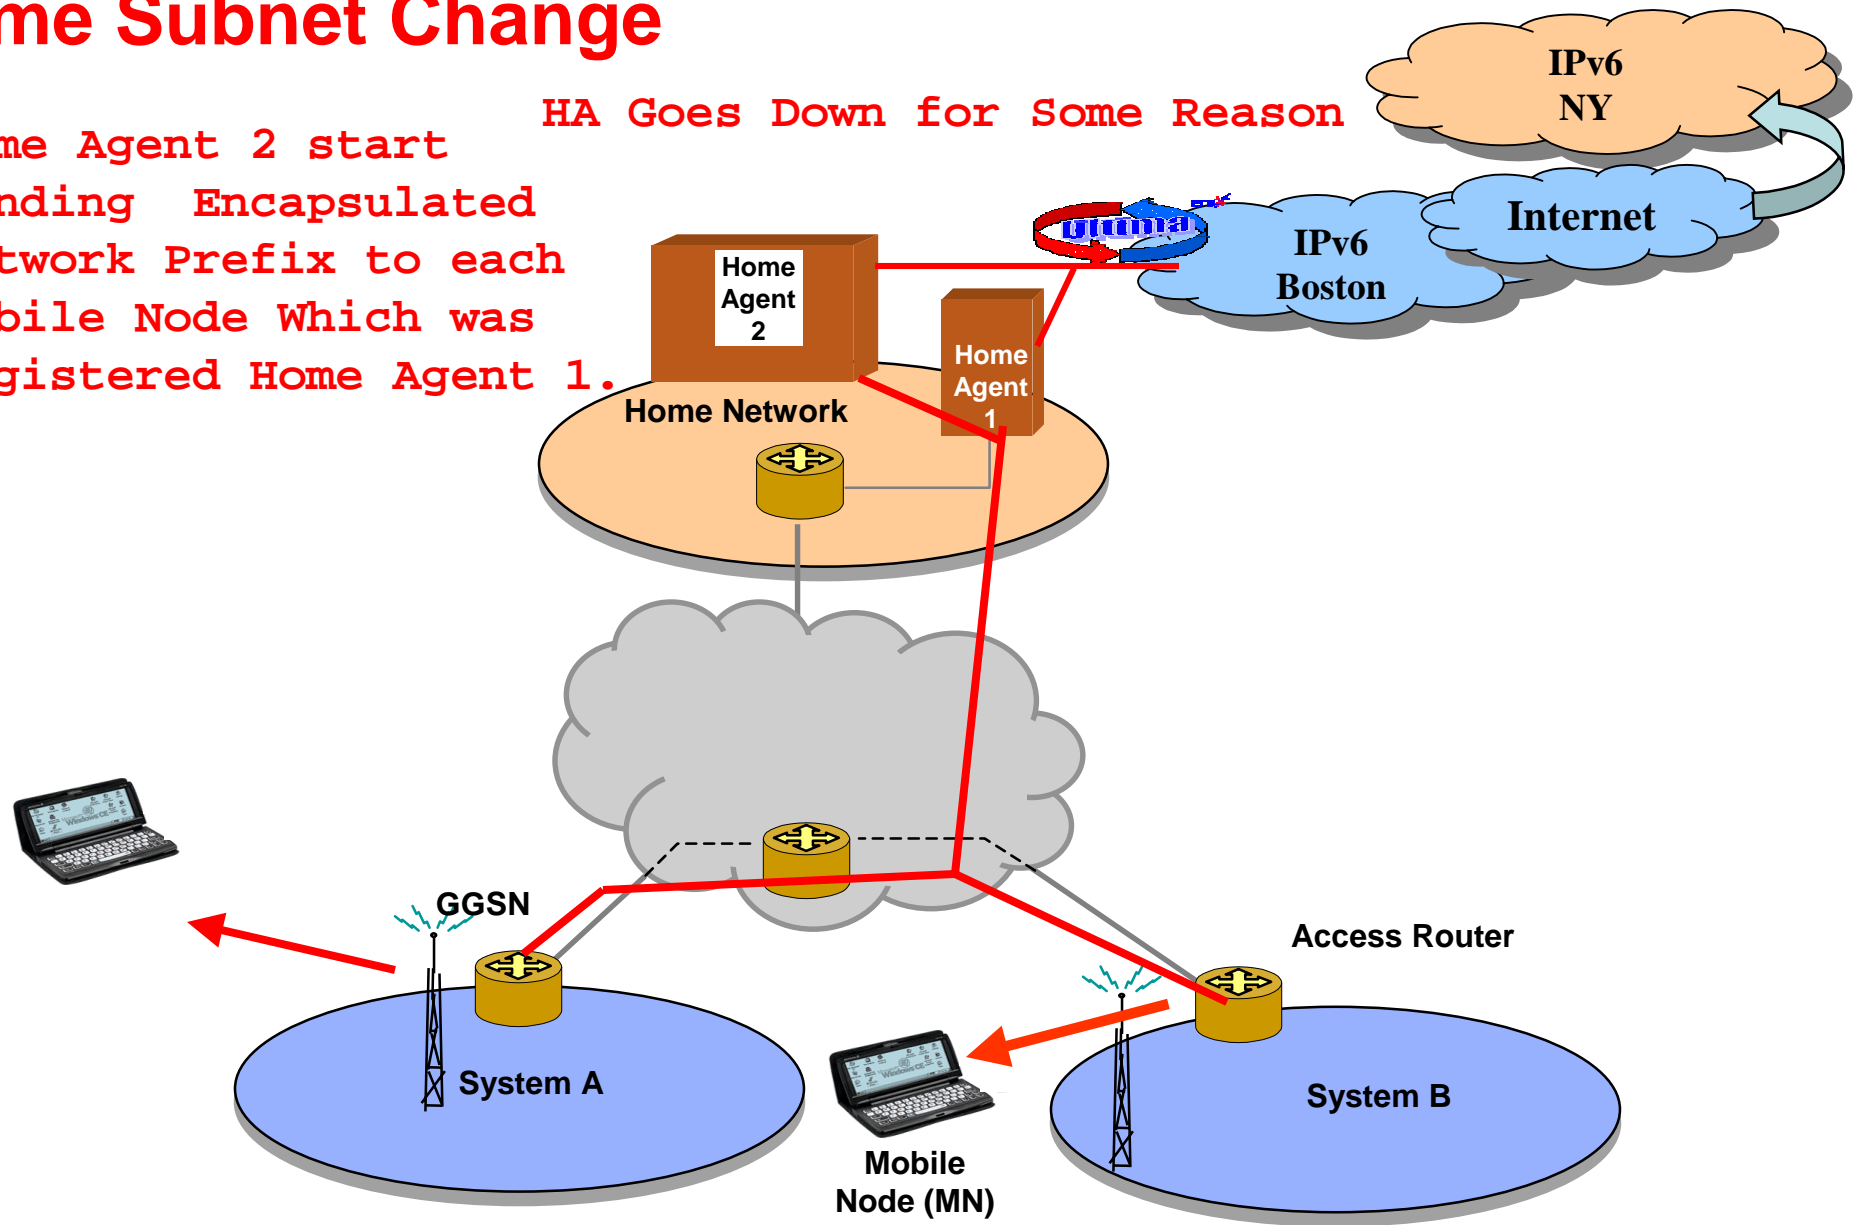 me Subnet Change
HA Goes Down for Some Reason
me Agent 2 start
nding Encapsulated
twork Prefix to each
bile Node Which was
gistered Home Agent 1.
IPv6
NY
Internet
IPv6
Boston
Home
Agent
2
Home
Agent
1
Home Network
GGSN
Access Router
System A
System B
Mobile
Node (MN)